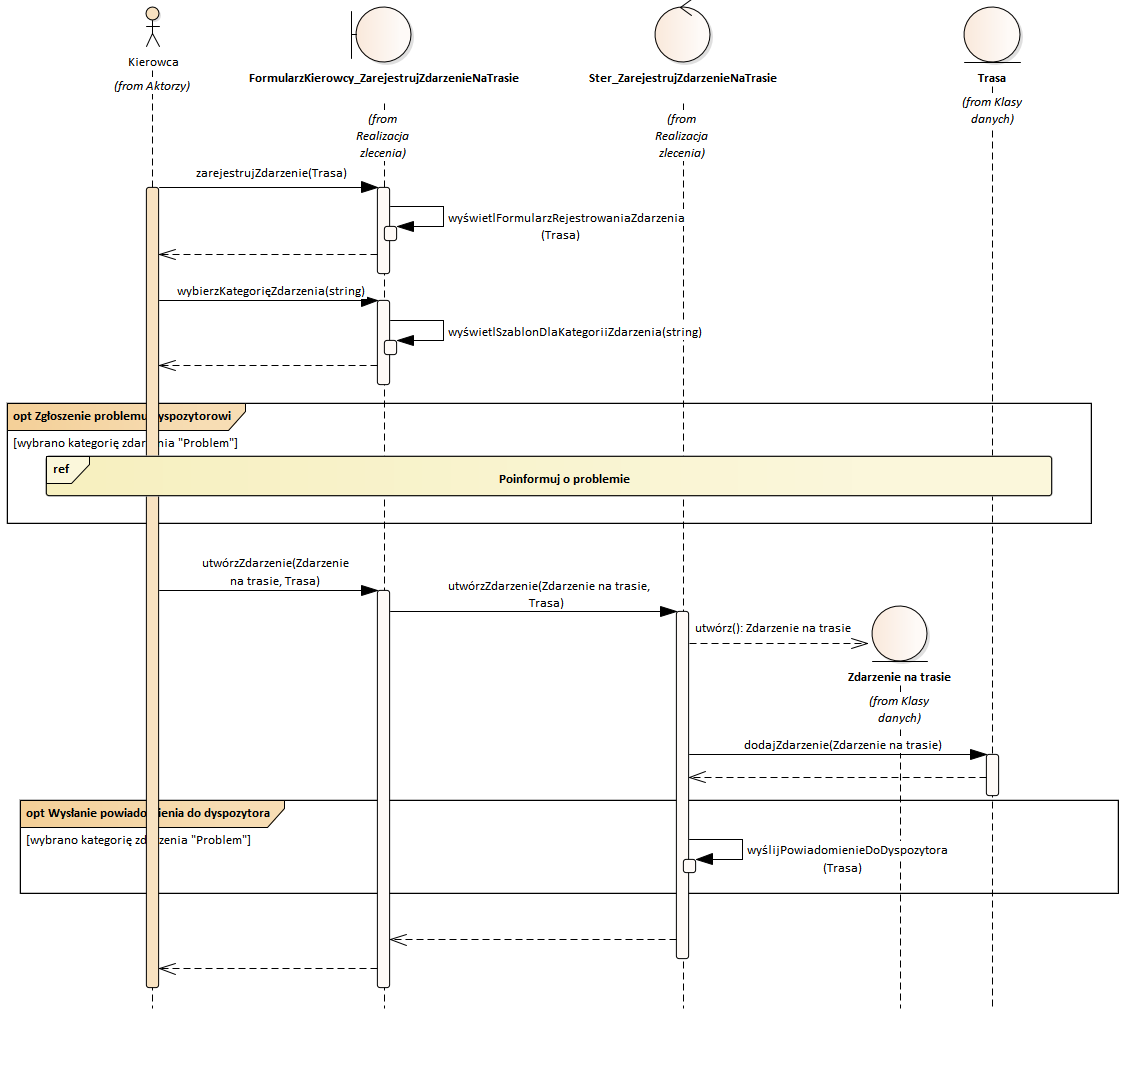 Kierowca
(from Aktorzy)
FormularzKierowcy_ZarejestrujZdarzenieNaTrasie
(from
Realizacja
zlecenia)
Ster_ZarejestrujZdarzenieNaTrasie
(from
Realizacja
zlecenia)
Trasa
(from Klasy
danych)
zarejestrujZdarzenie(Trasa)
wyświetlFormularzRejestrowaniaZdarzenia
(Trasa)
wybierzKategorięZdarzenia(string)
wyświetlSzablonDlaKategoriiZdarzenia(string)
opt Zgłoszenie problemu dyspozytorowi
[wybrano kategorię zdarzenia "Problem"]
ref
Poinformuj o problemie
utwórzZdarzenie(Zdarzenie
na trasie, Trasa)
utwórzZdarzenie(Zdarzenie na trasie,
Trasa)
utwórz(): Zdarzenie na trasie
Zdarzenie na trasie
(from Klasy
danych)
dodajZdarzenie(Zdarzenie na trasie)
opt Wysłanie powiadomienia do dyspozytora
[wybrano kategorię zdarzenia "Problem"]
wyślijPowiadomienieDoDyspozytora
(Trasa)